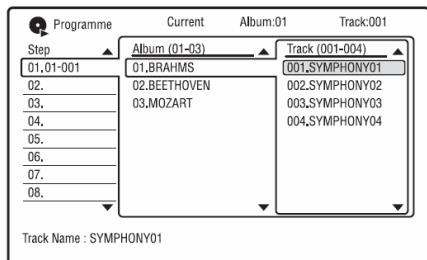 Programme Current Album:01 Track:001
Step
01.01-001
02.
03.
04.
05.
06.
07.
08.
Album (01-03)
01.BRAHMS
02.BEETHOVEN
03.MOZART
Track (001-004)
001.SYMPHONY01
002.SYMPHONY02
003.SYMPHONY03
004.SYMPHONY04
Track Name : SYMPHONY01